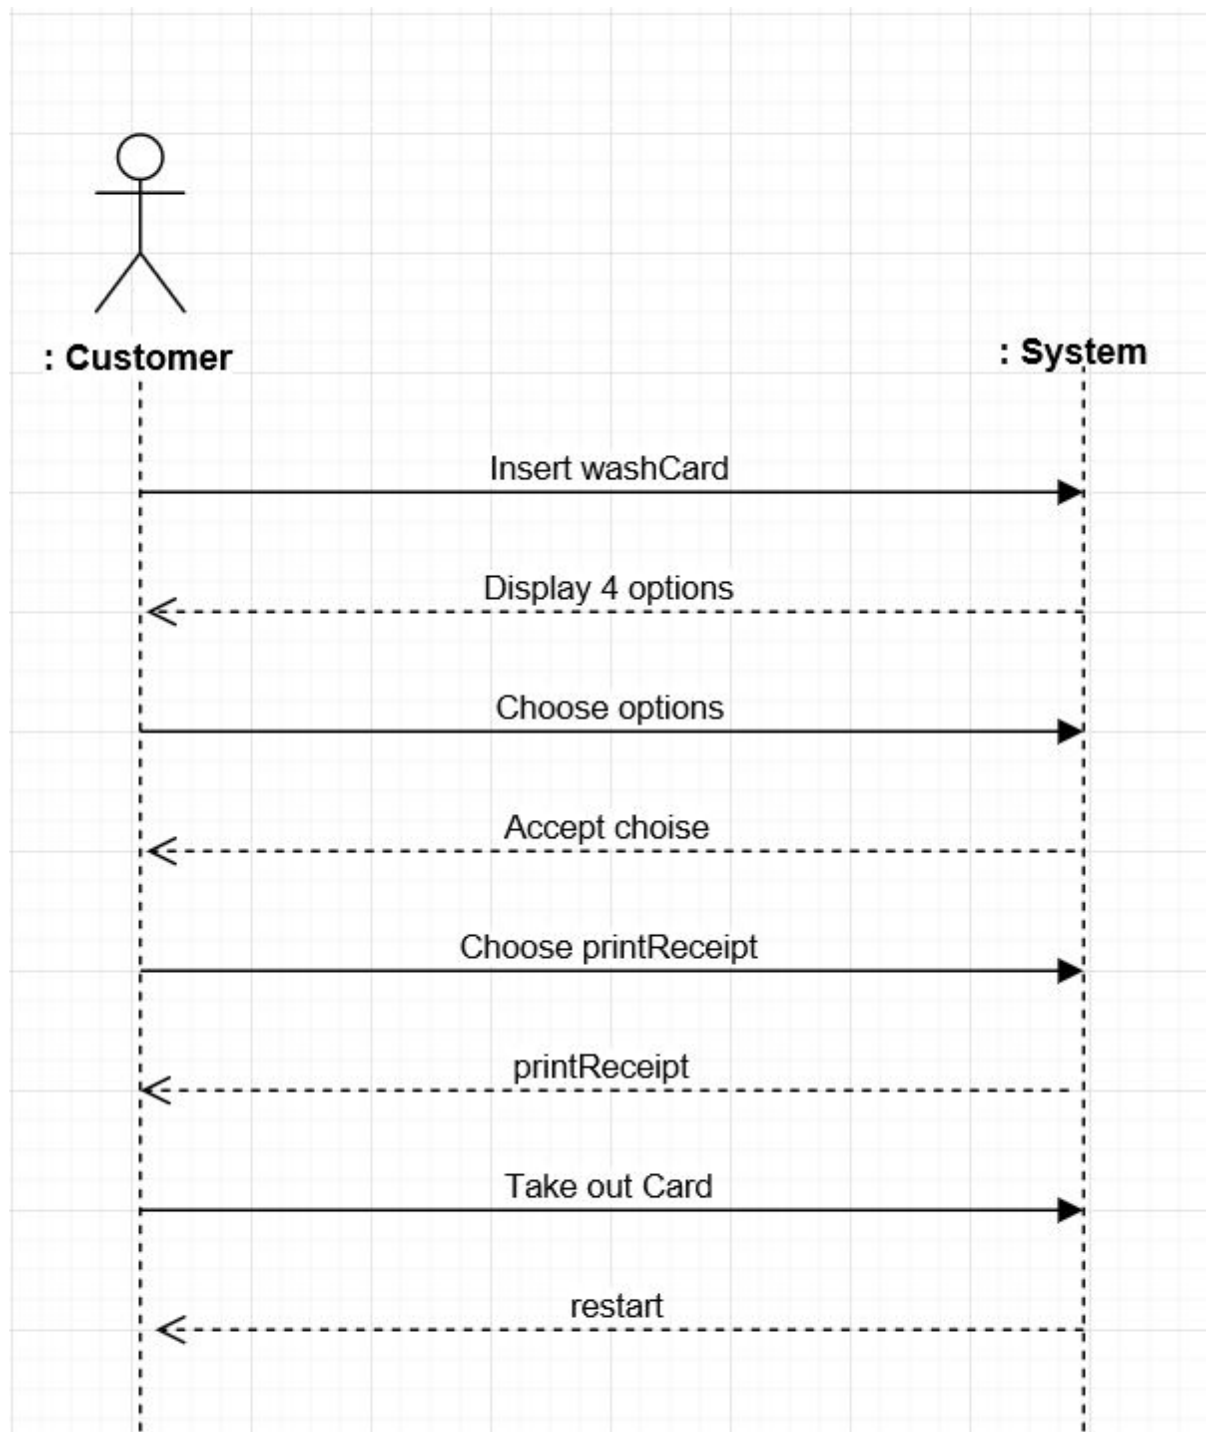 : Customer
: System
Insert washCard
Display 4 options
Choose options
Accept choise
Choose printReceipt
printReceipt
Take out Card
restart